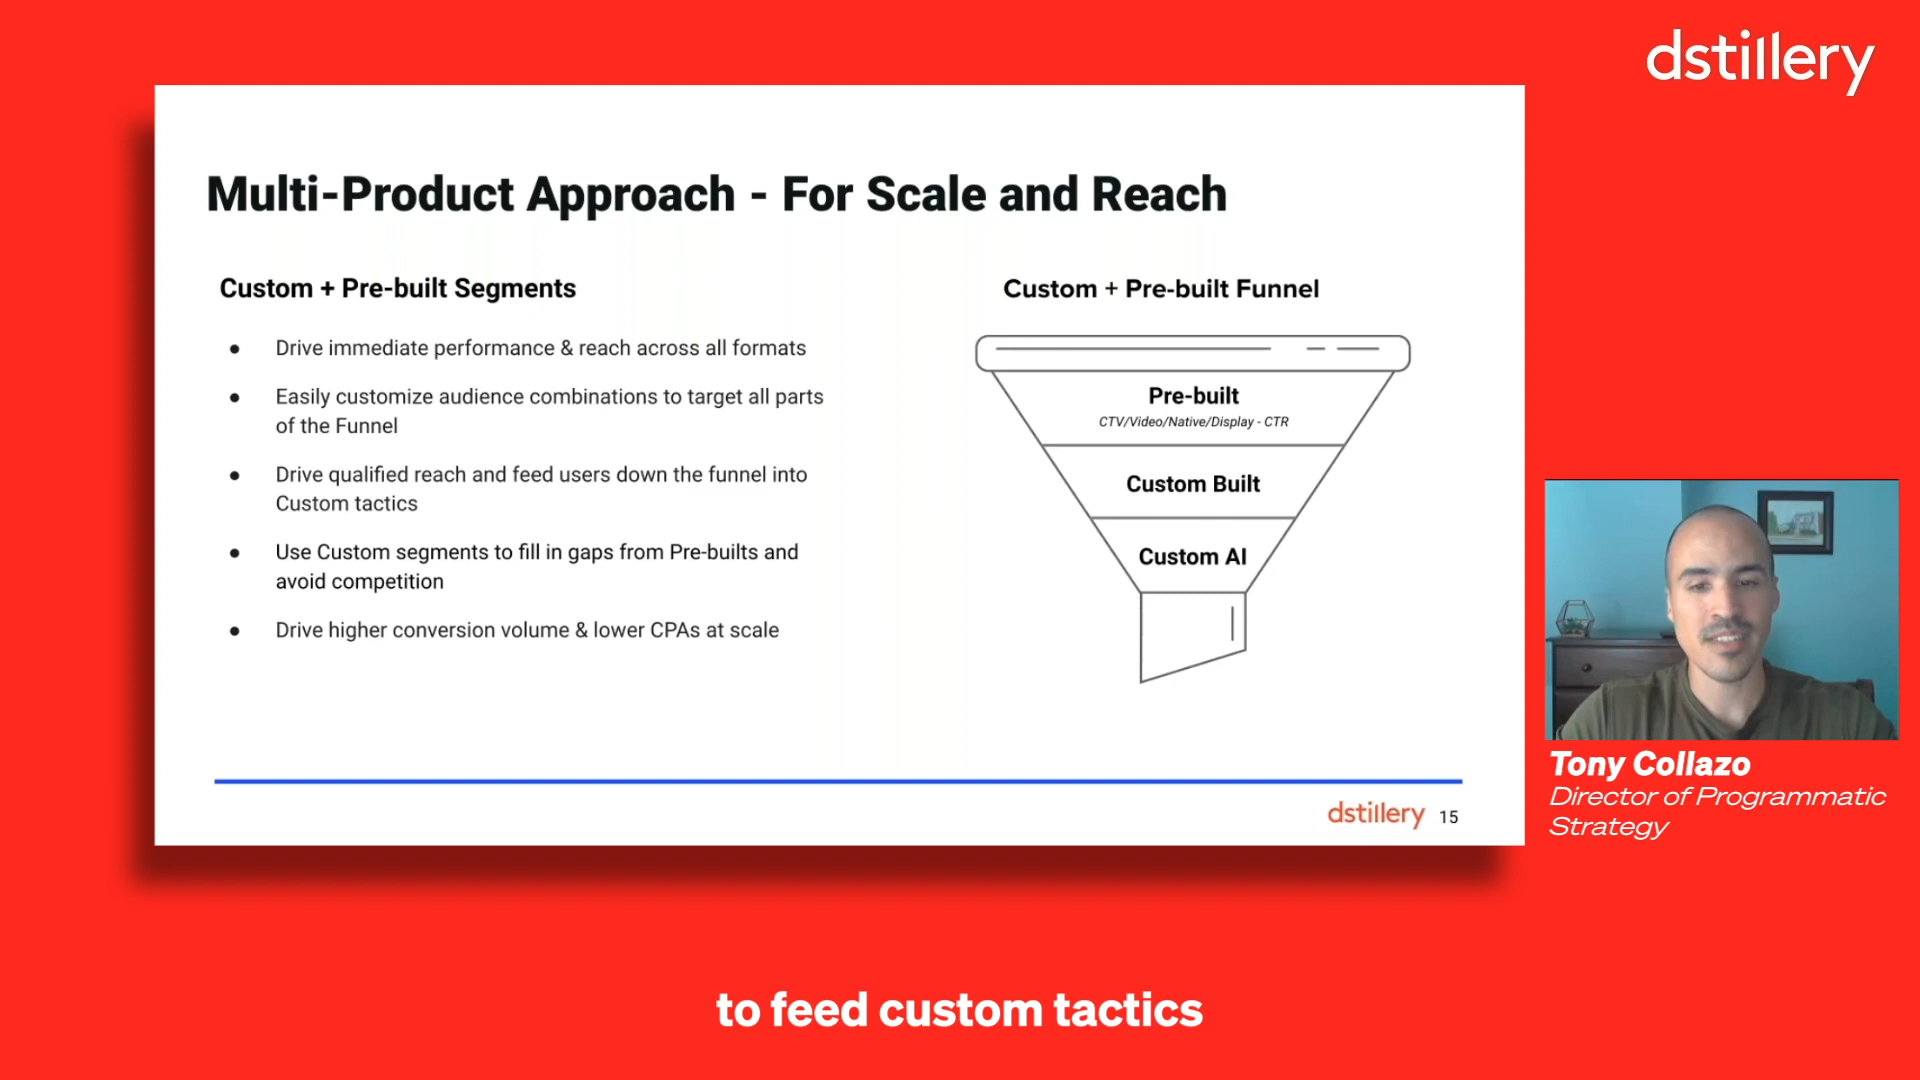 dstillery
Multi-Product Approach - For Scale and Reach
Custom + Pre-built Segments
● Drive immediate performance & reach across all formats
● Easily customize audience combinations to target all parts
of the Funnel
● Drive qualified reach and feed users down the funnel into
Custom tactics
● Use Custom segments to fill in gaps from Pre-builts and
avoid competition
● Drive higher conversion volume & lower CPAs at scale
Custom + Pre-built Funnel
Pre-built
CTV/Video/Native/Display - CTR
Custom Built
Custom AI
dstillery 15
Tony Collazo
Director of Programmatic
Strategy
to feed custom tactics